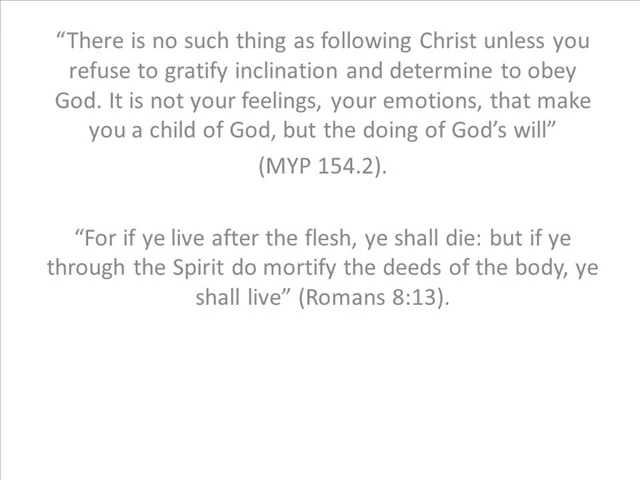 “There is no such thing as following Christ unless you
refuse to gratify inclination and determine to obey
God. It is not your feelings, your emotions, that make
you a child of God, but the doing of God’s will”
(MYP 154.2).
“For if ye live after the flesh, ye shall die: but if ye
through the Spirit do mortify the deeds of the body, ye
shall live” (Romans 8:13).